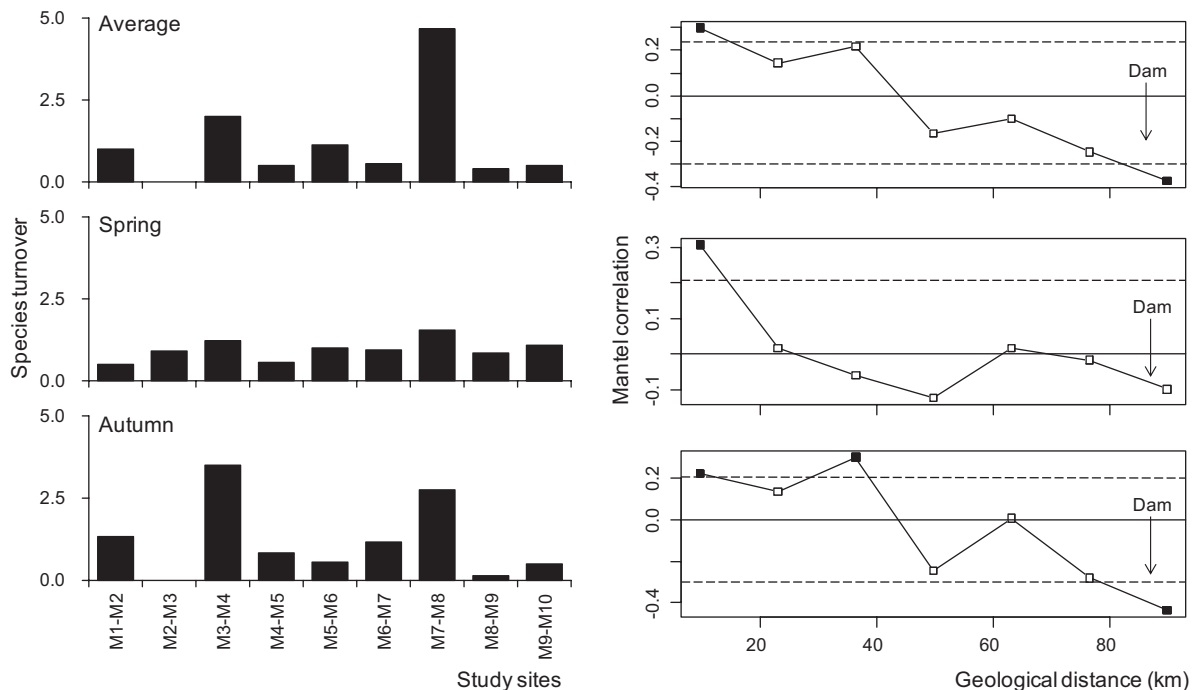 Species turnover
Average
5.0
2.5
0.0
Spring
5.0
2.5
0.0
Autumn
5.0
2.5
0.0
M1-M2
M2-M3
M3-M4
M4-M5
M5-M6
M6-M7
M7-M8
M8-M9
M9-M10
Study sites
Mantel correlation
0.2
0.0
-0.2
-0.4
Dam
0.3
0.1
-0.1
Dam
0.2
0.0
-0.4
Dam
20
40
60
80
Geological distance (km)